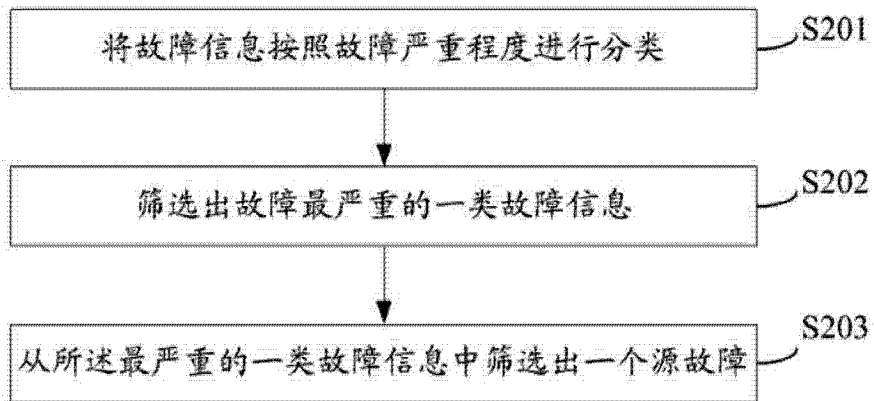 将故障信息按照故障严重程度进行分类
S201
筛选出故障最严重的一类故障信息
S202
从所述最严重的一类故障信息中筛选出一个源故障
S203